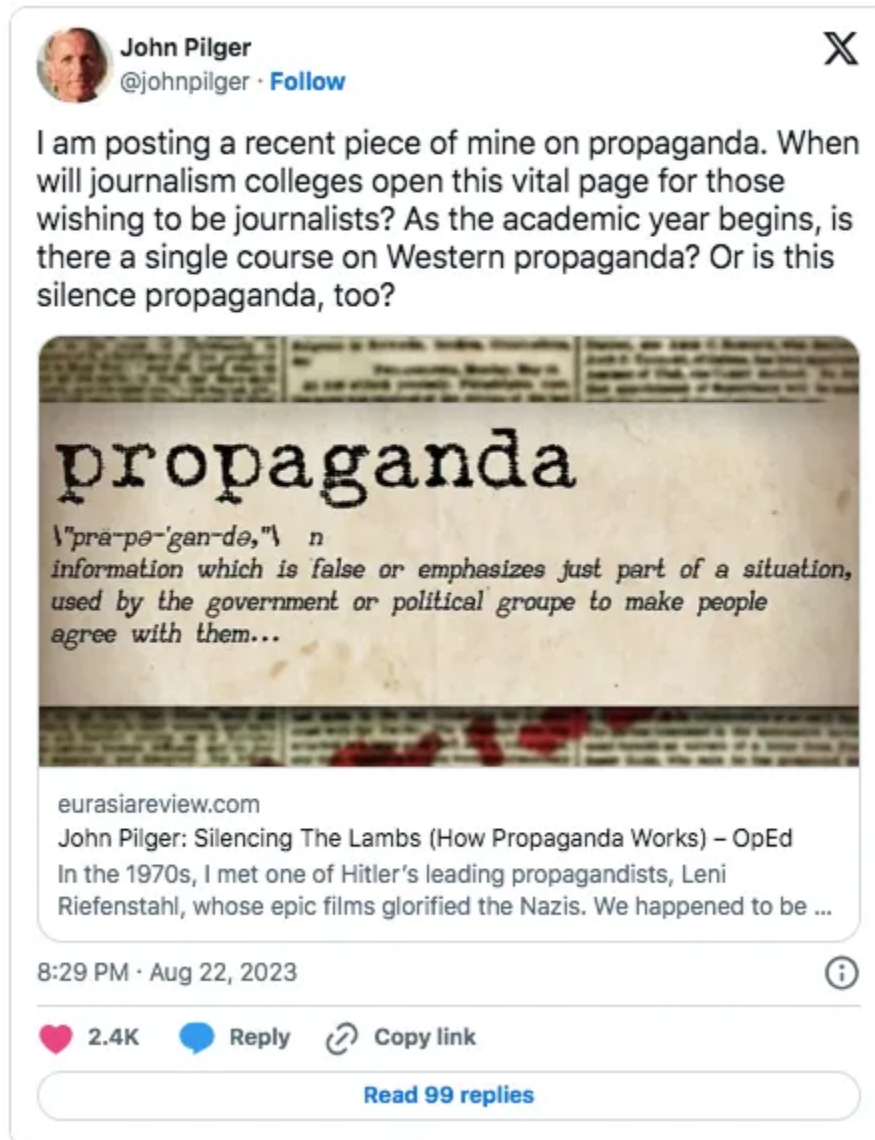 John Pilger
@johnpilger · Follow
I am posting a recent piece of mine on propaganda. When
will journalism colleges open this vital page for those
wishing to be journalists? As the academic year begins, is
there a single course on Western propaganda? Or is this
silence propaganda, too?
propaganda
\"prä-pə-'gan-də,"\ n
information which is false or emphasizes just part of a situation,
used by the government or political groupe to make people
agree with them...
eurasiareview.com
John Pilger: Silencing The Lambs (How Propaganda Works) – OpEd
In the 1970s, I met one of Hitler's leading propagandists, Leni
Riefenstahl, whose epic films glorified the Nazis. We happened to be ...
8:29 PM · Aug 22, 2023
2.4K Reply Copy link
Read 99 replies